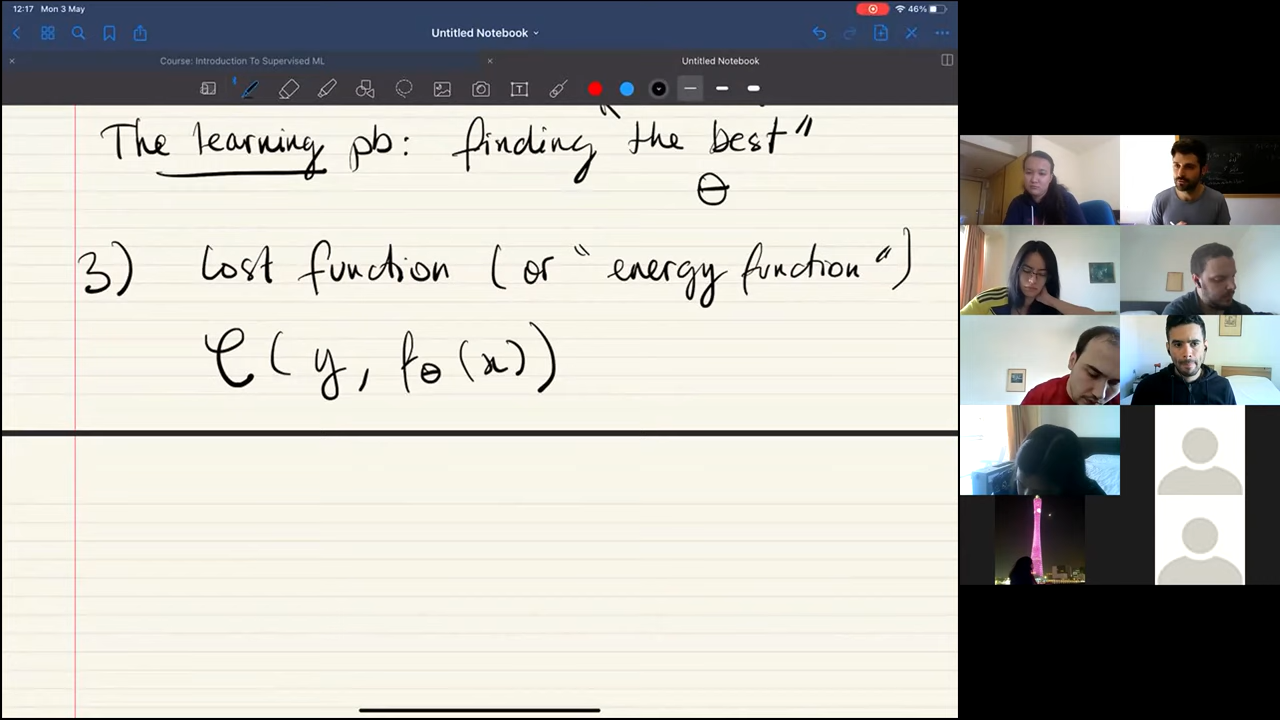 12:17 Mon 3 May
46%
Untitled Notebook
Course: Introduction To Supervised ML
Untitled Notebook
The learning pb: finding "the best"
θ
3) Cost function (or "energy function")
C(y, fθ(x))